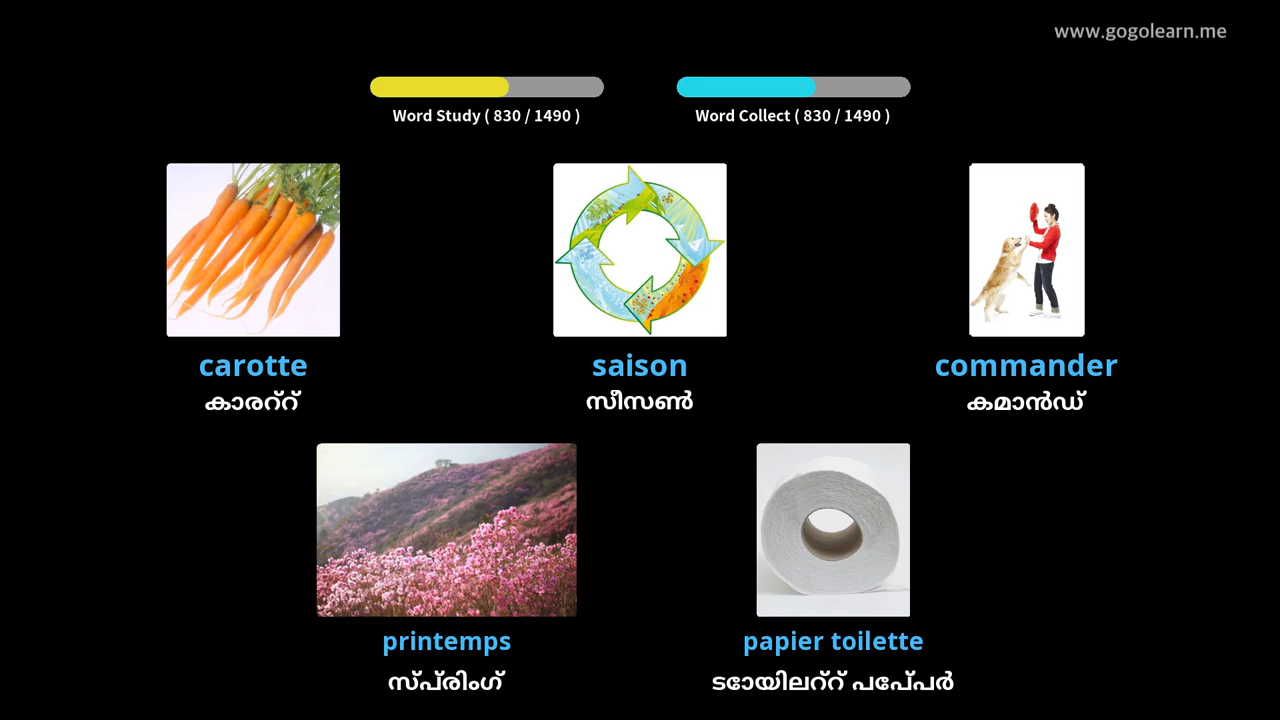 www.gogolearn.me
Word Study ( 830 / 1490 )
Word Collect ( 830 / 1490 )
carotte
saison
commander
കാരറ്റ്
സീസൺ
കമാൻഡ്
printemps
papier toilette
സ്പ്രിംഗ്
ടോയിലറ്റ് പേപ്പർ